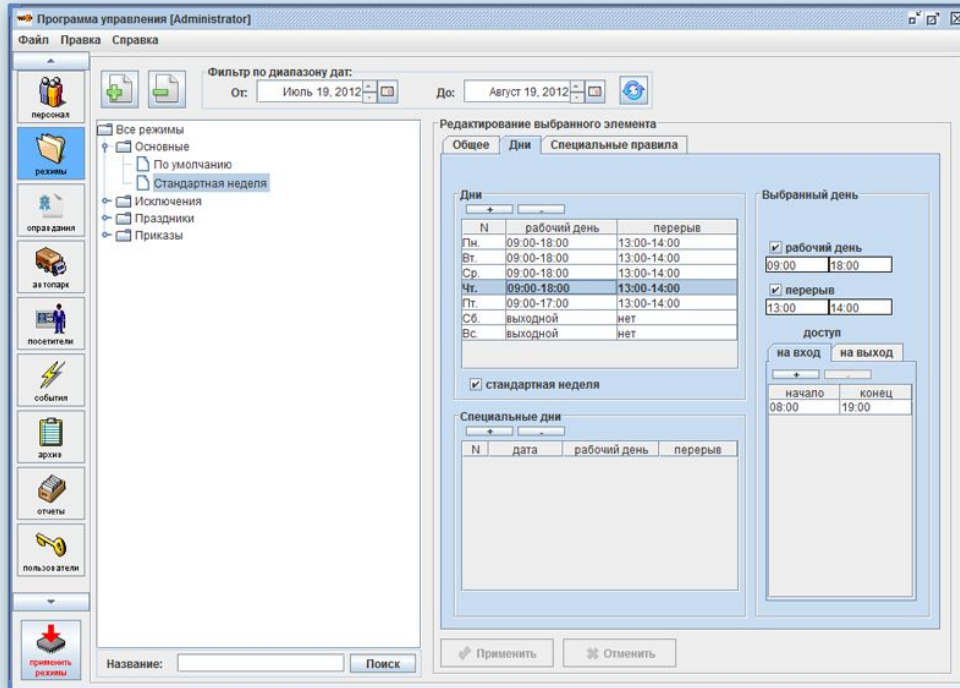 Программа управления [Administrator]
Файл Правка Справка
персонал
режимы
оправдания
автопарк
посетители
события
архив
отчеты
пользователи
применить
режимы
Фильтр по диапазону дат:
От: Июль 19, 2012
До: Август 19, 2012
Все режимы
Основные
По умолчанию
Стандартная неделя
Исключения
Праздники
Приказы
Название:
Поиск
Редактирование выбранного элемента
Общее Дни Специальные правила
Дни
+ -
N рабочий день перерыв
Пн. 09:00-18:00 13:00-14:00
Вт. 09:00-18:00 13:00-14:00
Ср. 09:00-18:00 13:00-14:00
Чт. 09:00-18:00 13:00-14:00
Пт. 09:00-17:00 13:00-14:00
Сб. выходной нет
Вс. выходной нет
стандартная неделя
Специальные дни
+ -
N дата рабочий день перерыв
Выбранный день
рабочий день
09:00 18:00
перерыв
13:00 14:00
доступ
на вход на выход
+ -
начало конец
08:00 19:00
Применить Отменить